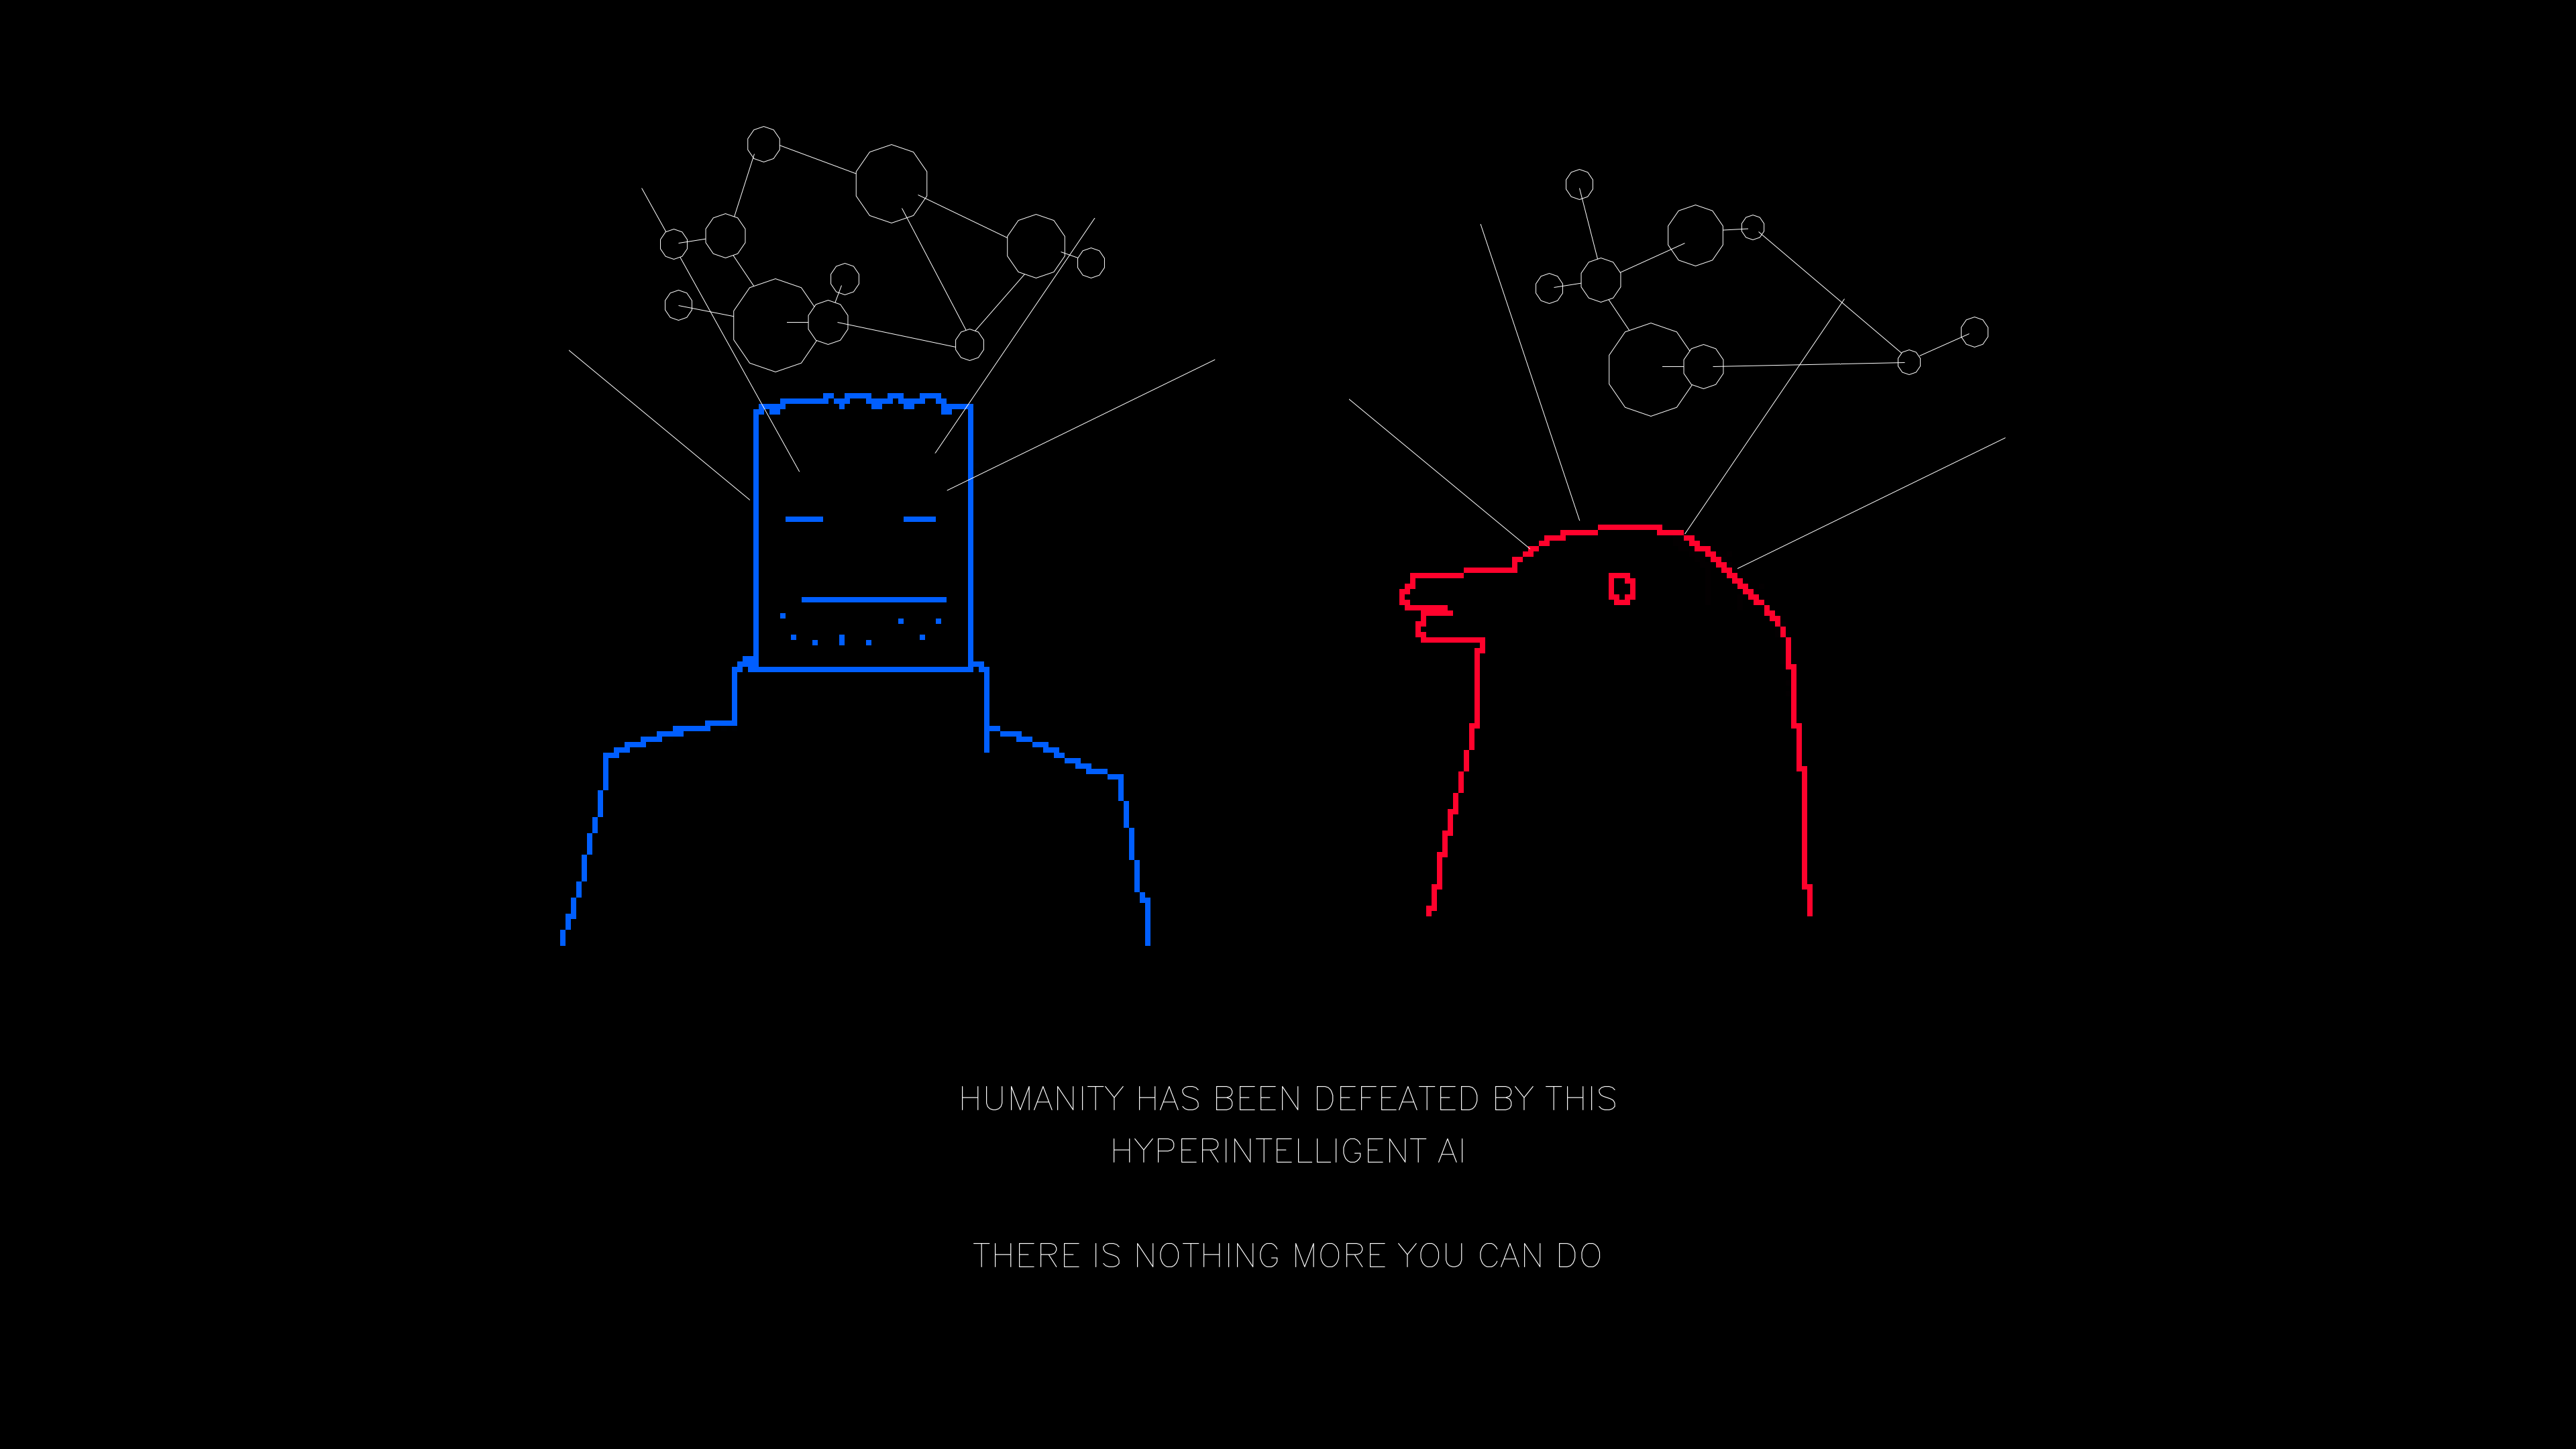 HUMANITY HAS BEEN DEFEATED BY THIS
HYPERINTELLIGENT AI
THERE IS NOTHING MORE YOU CAN DO